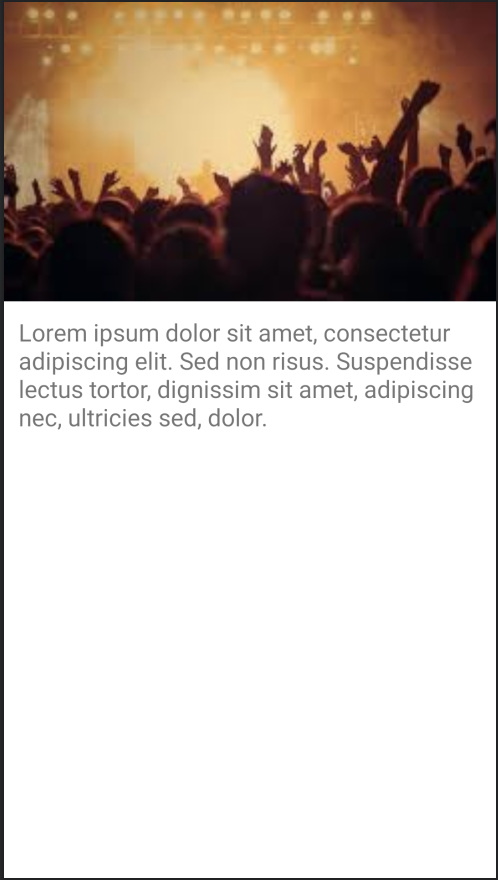 Lorem ipsum dolor sit amet, consectetur
adipiscing elit. Sed non risus. Suspendisse
lectus tortor, dignissim sit amet, adipiscing
nec, ultricies sed, dolor.